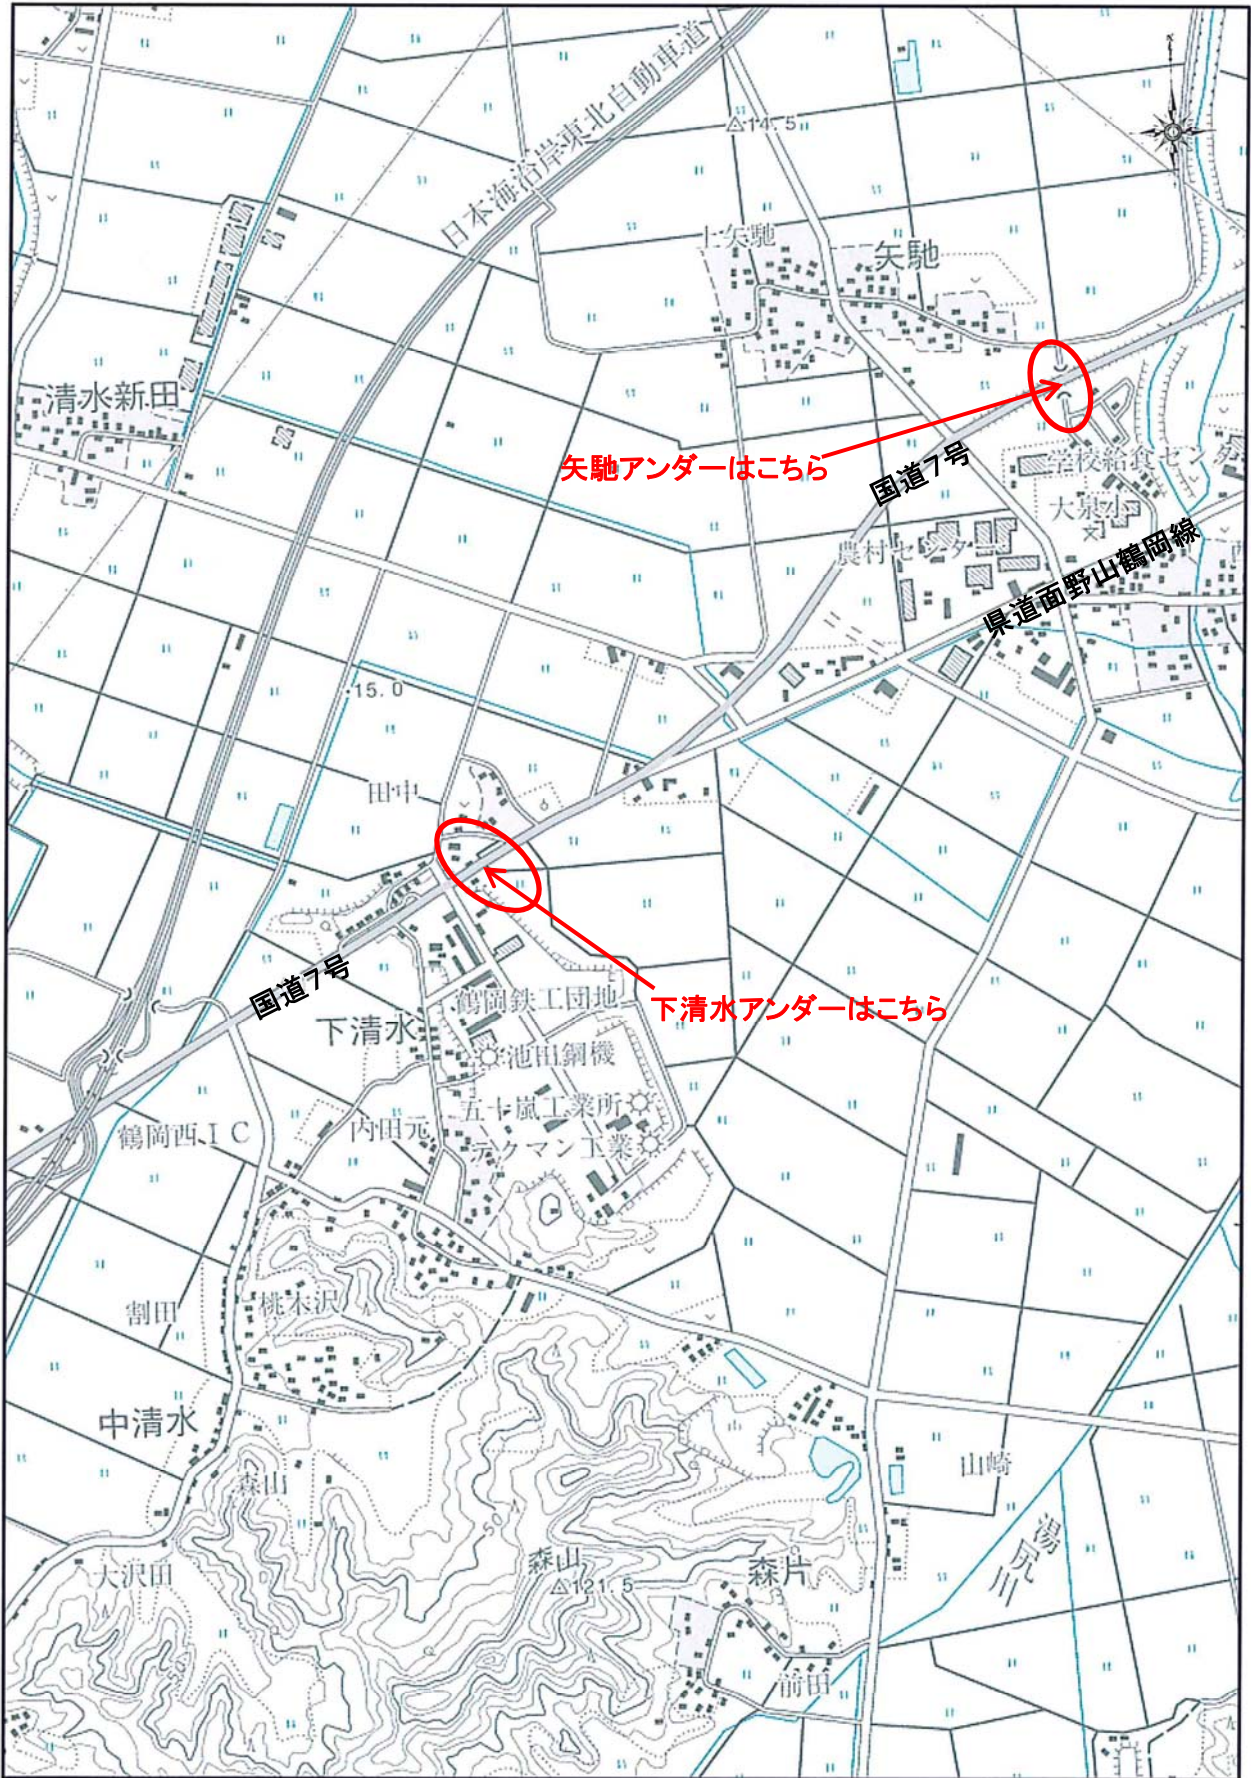 日本海沿岸東北自動車道
14.5
上矢馳
矢馳
清水新田
矢馳アンダーはこちら
国道7号
学校給食センタ
大泉小
農村センター
県道面野山鶴岡線
15.0
田中
国道7号
下清水アンダーはこちら
鶴岡鉄工団地
下清水
池田鋼機
五十嵐工業所
内田元
テクマン工業
鶴岡西IC
割田
桃木沢
中清水
森山
山崎
湯尻川
大沢田
森山
121.5
森片
50
50
前田